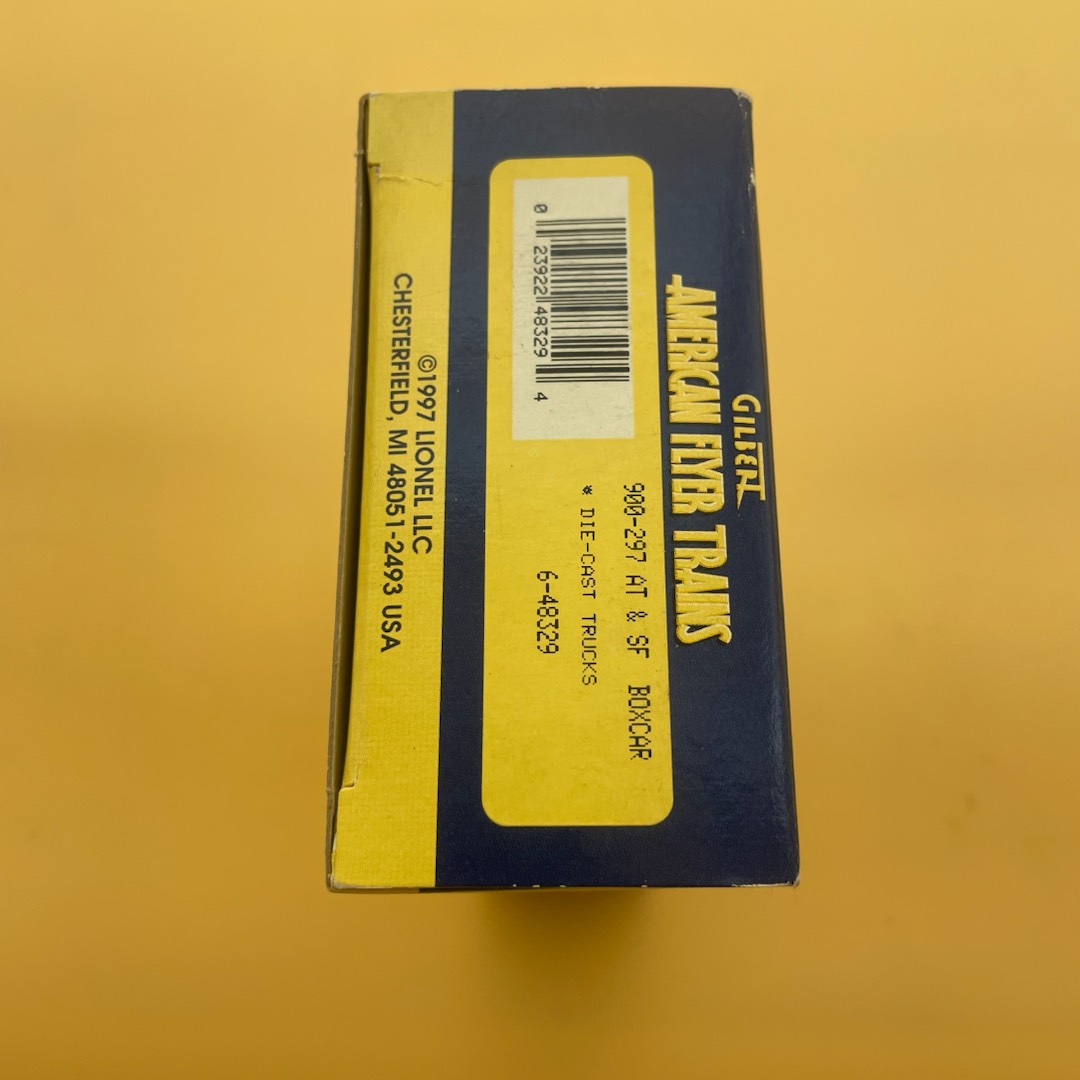 GILBERT
AMERICAN FLYER TRAINS
900-297 AT & SF BOXCAR
* DIE-CAST TRUCKS
6-48329
0 23922 48329 4
©1997 LIONEL LLC
CHESTERFIELD, MI 48051-2493 USA